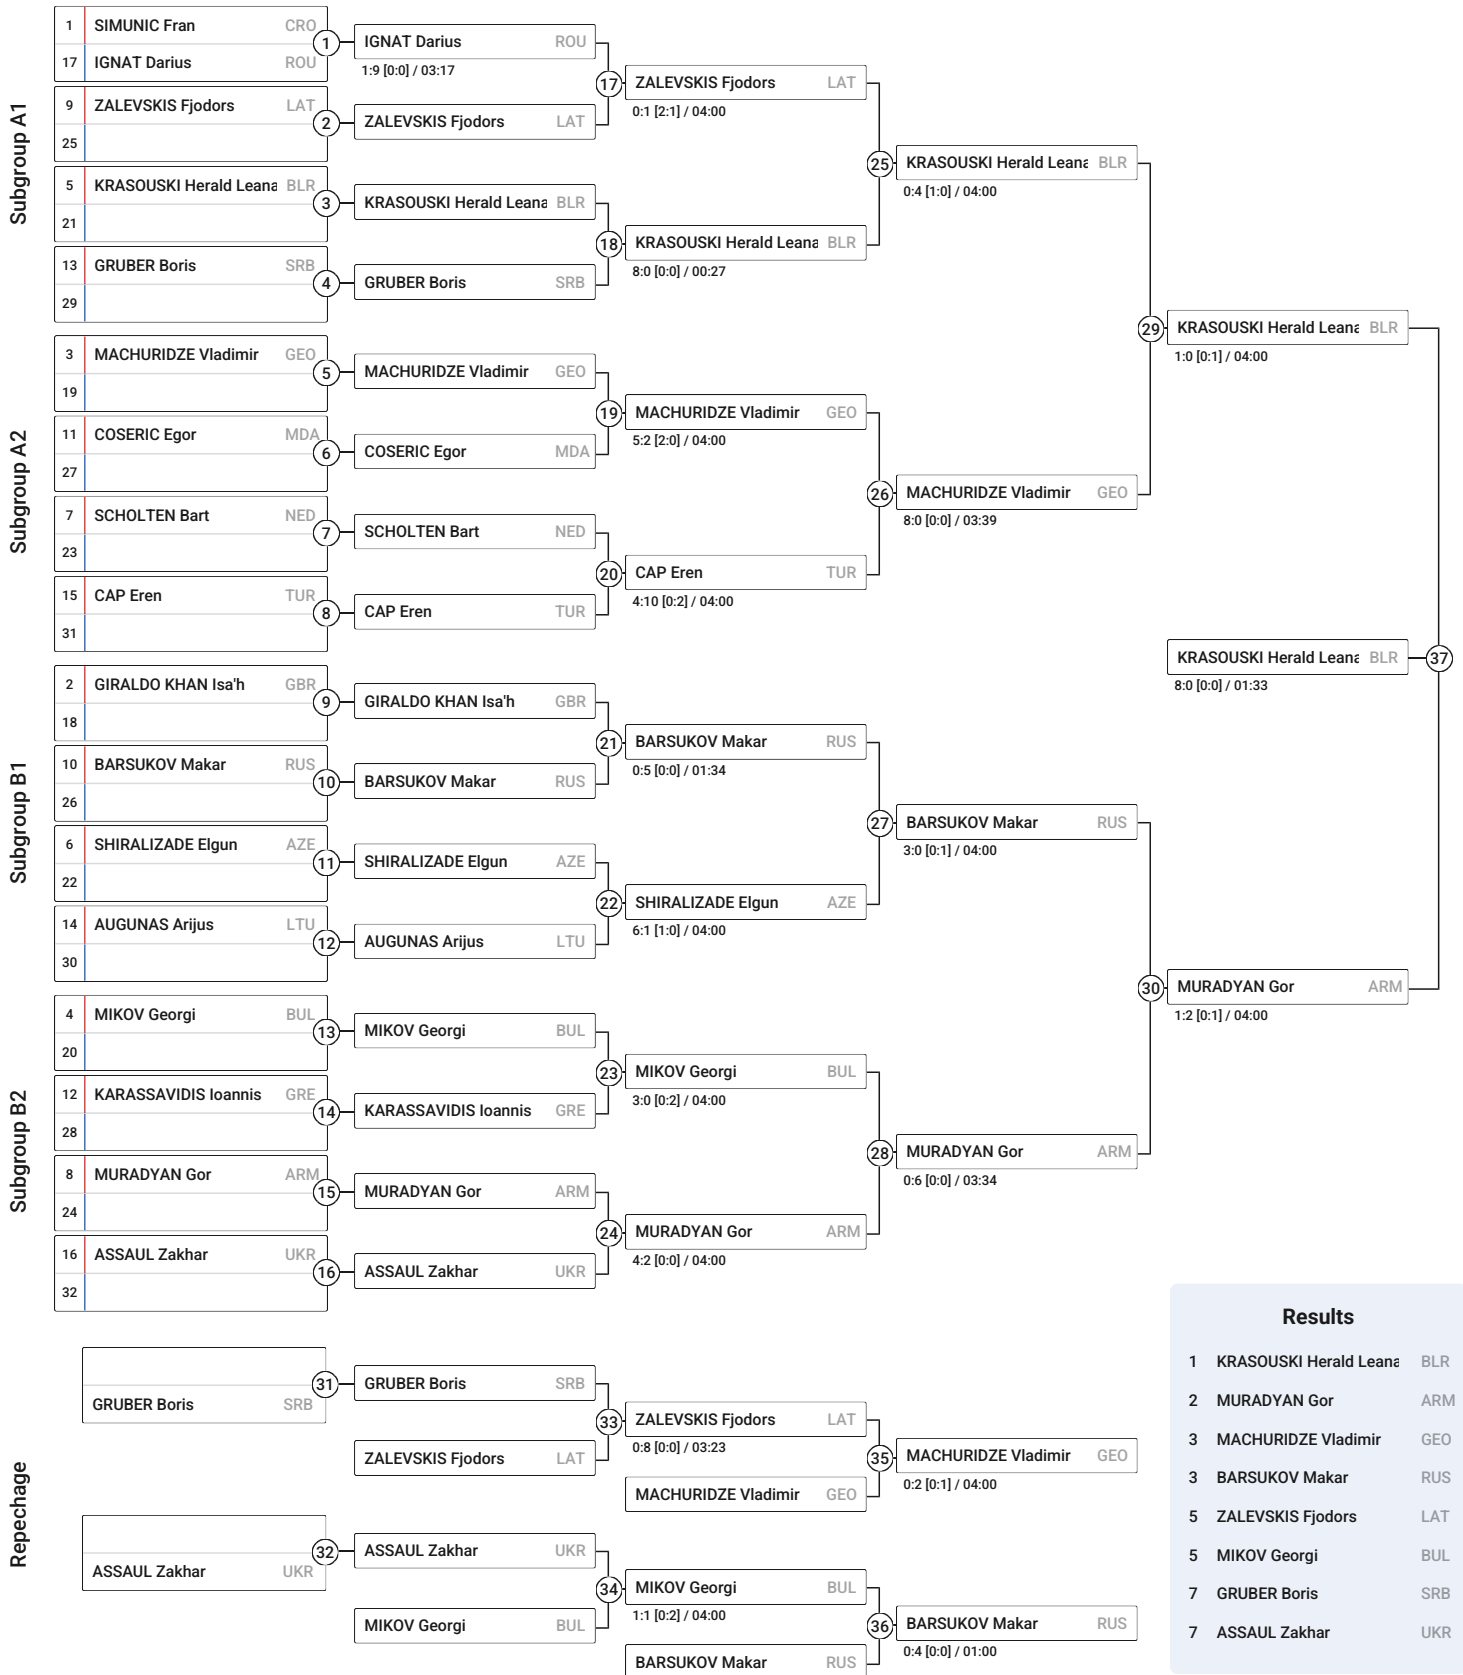 Subgroup A1
1 SIMUNIC Fran CRO
17 IGNAT Darius ROU
1
9 ZALEVSKIS Fjodors LAT
25
2
5 KRASOUSKI Herald Leana BLR
21
3
13 GRUBER Boris SRB
29
4
IGNAT Darius ROU
1:9 [0:0] / 03:17
ZALEVSKIS Fjodors LAT
17
KRASOUSKI Herald Leana BLR
GRUBER Boris SRB
18
ZALEVSKIS Fjodors LAT
0:1 [2:1] / 04:00
KRASOUSKI Herald Leana BLR
8:0 [0:0] / 00:27
25
KRASOUSKI Herald Leana BLR
0:4 [1:0] / 04:00
Subgroup A2
3 MACHURIDZE Vladimir GEO
19
5
11 COSERIC Egor MDA
27
6
7 SCHOLTEN Bart NED
23
7
15 CAP Eren TUR
31
8
MACHURIDZE Vladimir GEO
COSERIC Egor MDA
19
SCHOLTEN Bart NED
CAP Eren TUR
20
MACHURIDZE Vladimir GEO
5:2 [2:0] / 04:00
CAP Eren TUR
4:10 [0:2] / 04:00
26
MACHURIDZE Vladimir GEO
8:0 [0:0] / 03:39
29
KRASOUSKI Herald Leana BLR
1:0 [0:1] / 04:00
KRASOUSKI Herald Leana BLR
37
8:0 [0:0] / 01:33
Subgroup B1
2 GIRALDO KHAN Isa'h GBR
18
9
10 BARSUKOV Makar RUS
26
10
6 SHIRALIZADE Elgun AZE
22
11
14 AUGUNAS Arijus LTU
30
12
GIRALDO KHAN Isa'h GBR
BARSUKOV Makar RUS
21
SHIRALIZADE Elgun AZE
AUGUNAS Arijus LTU
22
BARSUKOV Makar RUS
0:5 [0:0] / 01:34
SHIRALIZADE Elgun AZE
6:1 [1:0] / 04:00
27
BARSUKOV Makar RUS
3:0 [0:1] / 04:00
30
MURADYAN Gor ARM
1:2 [0:1] / 04:00
Subgroup B2
4 MIKOV Georgi BUL
20
13
12 KARASSAVIDIS Ioannis GRE
28
14
8 MURADYAN Gor ARM
24
15
16 ASSAUL Zakhar UKR
32
16
MIKOV Georgi BUL
KARASSAVIDIS Ioannis GRE
23
MURADYAN Gor ARM
ASSAUL Zakhar UKR
24
MIKOV Georgi BUL
3:0 [0:2] / 04:00
MURADYAN Gor ARM
4:2 [0:0] / 04:00
28
MURADYAN Gor ARM
0:6 [0:0] / 03:34
Repechage
GRUBER Boris SRB
31
GRUBER Boris SRB
ZALEVSKIS Fjodors LAT
33
ZALEVSKIS Fjodors LAT
0:8 [0:0] / 03:23
MACHURIDZE Vladimir GEO
35
MACHURIDZE Vladimir GEO
0:2 [0:1] / 04:00
ASSAUL Zakhar UKR
32
ASSAUL Zakhar UKR
MIKOV Georgi BUL
34
MIKOV Georgi BUL
1:1 [0:2] / 04:00
BARSUKOV Makar RUS
36
BARSUKOV Makar RUS
0:4 [0:0] / 01:00
Results
1 KRASOUSKI Herald Leana BLR
2 MURADYAN Gor ARM
3 MACHURIDZE Vladimir GEO
3 BARSUKOV Makar RUS
5 ZALEVSKIS Fjodors LAT
5 MIKOV Georgi BUL
7 GRUBER Boris SRB
7 ASSAUL Zakhar UKR